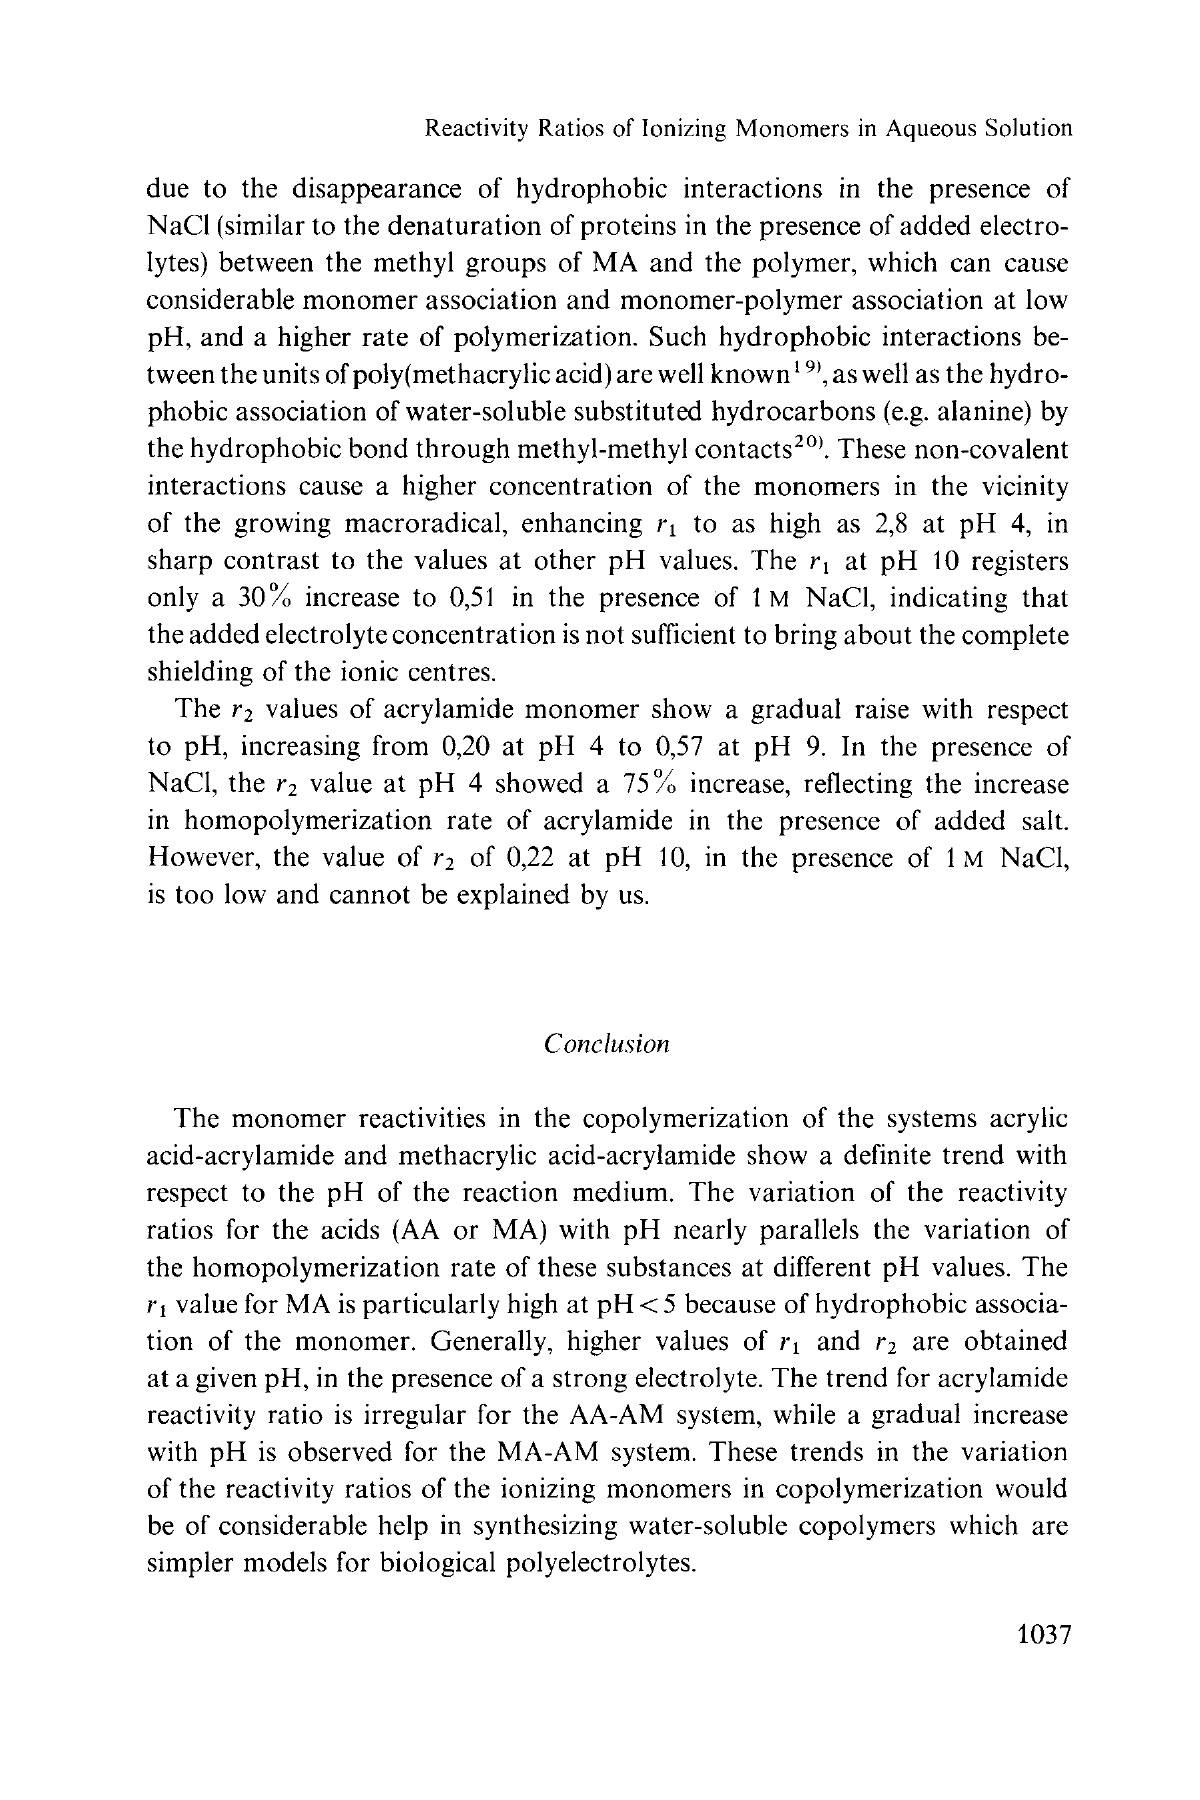 Reactivity Ratios of Ionizing Monomers in Aqueous Solution
due to the disappearance of hydrophobic interactions in the presence of
NaCl (similar to the denaturation of proteins in the presence of added electro-
lytes) between the methyl groups of MA and the polymer, which can cause
considerable monomer association and monomer-polymer association at low
pH, and a higher rate of polymerization. Such hydrophobic interactions be-
tween the units of poly(methacrylic acid) are well known¹⁹⁾, as well as the hydro-
phobic association of water-soluble substituted hydrocarbons (e.g. alanine) by
the hydrophobic bond through methyl-methyl contacts²⁰⁾. These non-covalent
interactions cause a higher concentration of the monomers in the vicinity
of the growing macroradical, enhancing r₁ to as high as 2,8 at pH 4, in
sharp contrast to the values at other pH values. The r₁ at pH 10 registers
only a 30% increase to 0,51 in the presence of 1 M NaCl, indicating that
the added electrolyte concentration is not sufficient to bring about the complete
shielding of the ionic centres.
The r₂ values of acrylamide monomer show a gradual raise with respect
to pH, increasing from 0,20 at pH 4 to 0,57 at pH 9. In the presence of
NaCl, the r₂ value at pH 4 showed a 75% increase, reflecting the increase
in homopolymerization rate of acrylamide in the presence of added salt.
However, the value of r₂ of 0,22 at pH 10, in the presence of 1 M NaCl,
is too low and cannot be explained by us.
Conclusion
The monomer reactivities in the copolymerization of the systems acrylic
acid-acrylamide and methacrylic acid-acrylamide show a definite trend with
respect to the pH of the reaction medium. The variation of the reactivity
ratios for the acids (AA or MA) with pH nearly parallels the variation of
the homopolymerization rate of these substances at different pH values. The
r₁ value for MA is particularly high at pH < 5 because of hydrophobic associa-
tion of the monomer. Generally, higher values of r₁ and r₂ are obtained
at a given pH, in the presence of a strong electrolyte. The trend for acrylamide
reactivity ratio is irregular for the AA-AM system, while a gradual increase
with pH is observed for the MA-AM system. These trends in the variation
of the reactivity ratios of the ionizing monomers in copolymerization would
be of considerable help in synthesizing water-soluble copolymers which are
simpler models for biological polyelectrolytes.
1037